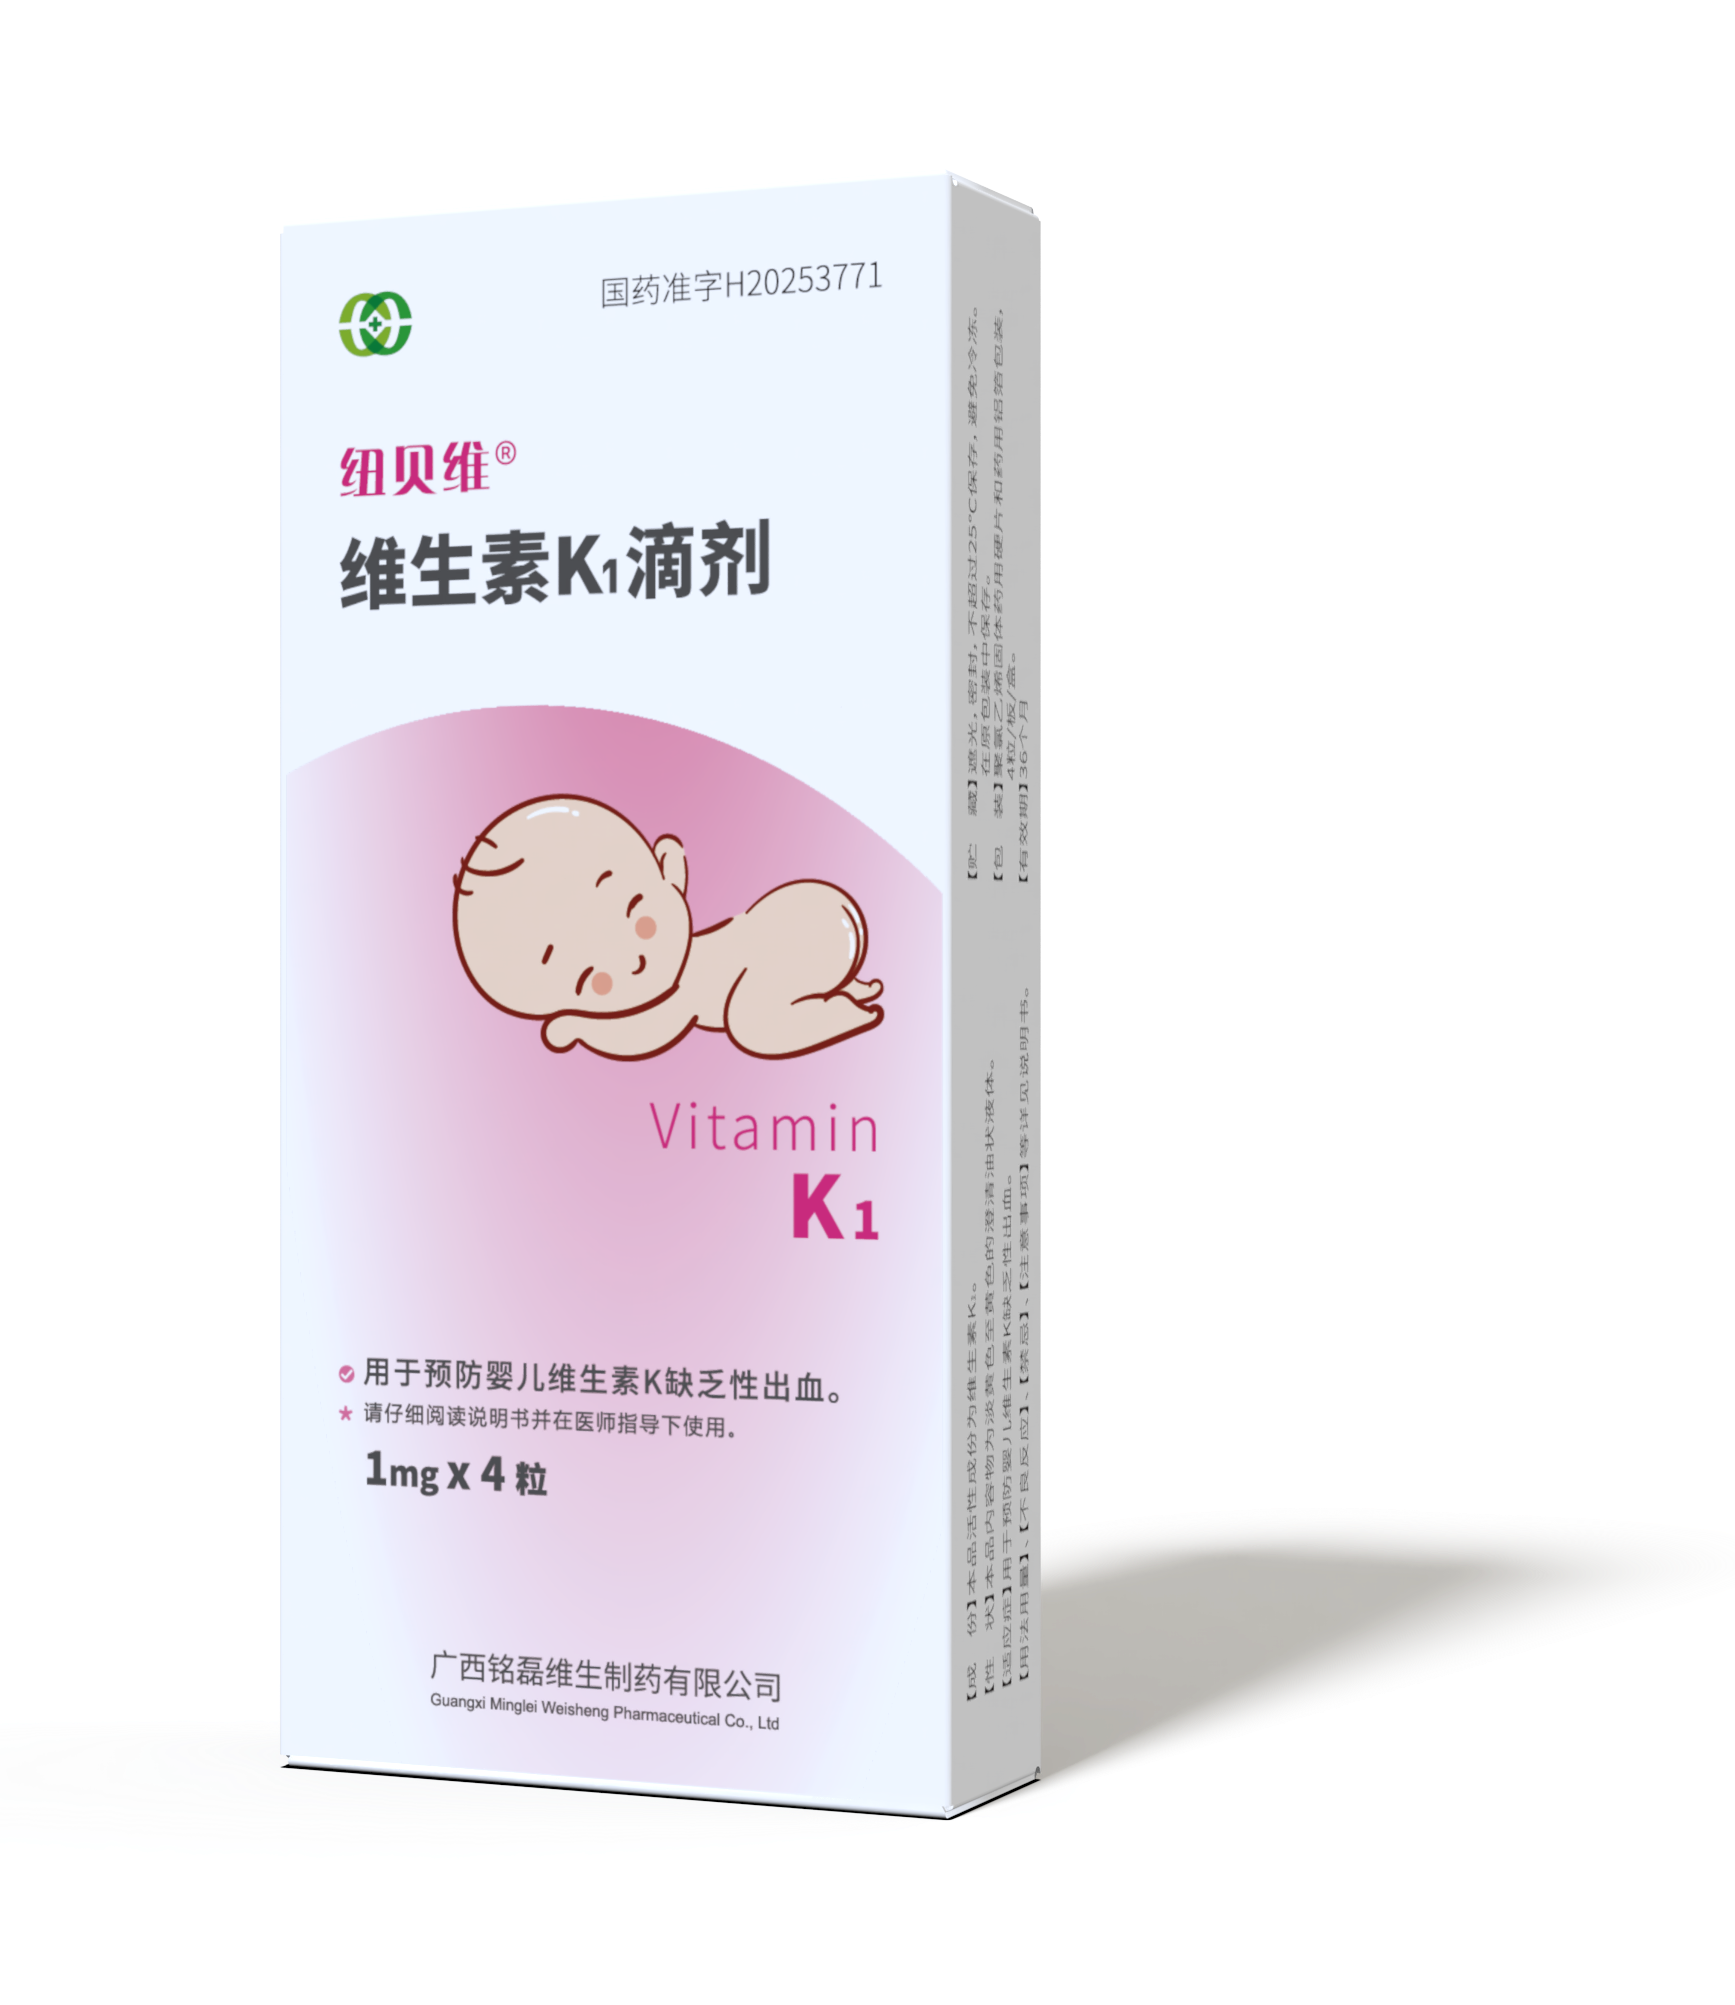 国药准字H20253771
纽贝维®
维生素K1滴剂
Vitamin
K1
用于预防婴儿维生素K缺乏性出血。
* 请仔细阅读说明书并在医师指导下使用。
1mg x 4 粒
广西铭磊维生制药有限公司
Guangxi Minglei Weisheng Pharmaceutical Co., Ltd
【成 份】本品活性成份为维生素K₁。
【性 状】本品内容物为淡黄色至黄色的澄清油状液体。
【适应症】用于预防婴儿维生素K缺乏性出血。
【用法用量】、【不良反应】、【禁忌】、【注意事项】等详见说明书。
【贮 藏】遮光，密封，不超过25°C保存，避免冷冻。
在原包装中保存。
【包 装】聚氯乙烯固体药用硬片和药用铝箔包装，
4粒/板/盒。
【有效期】36个月